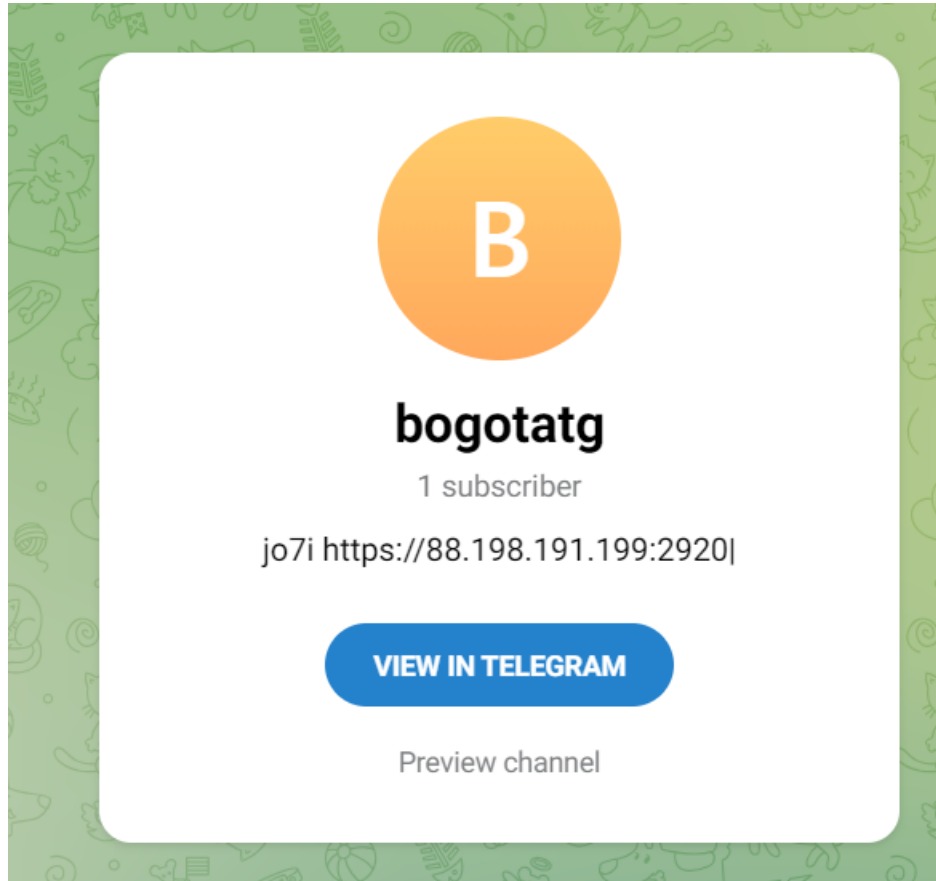 B
bogotatg
1 subscriber
jo7i https://88.198.191.199:2920|
VIEW IN TELEGRAM
Preview channel